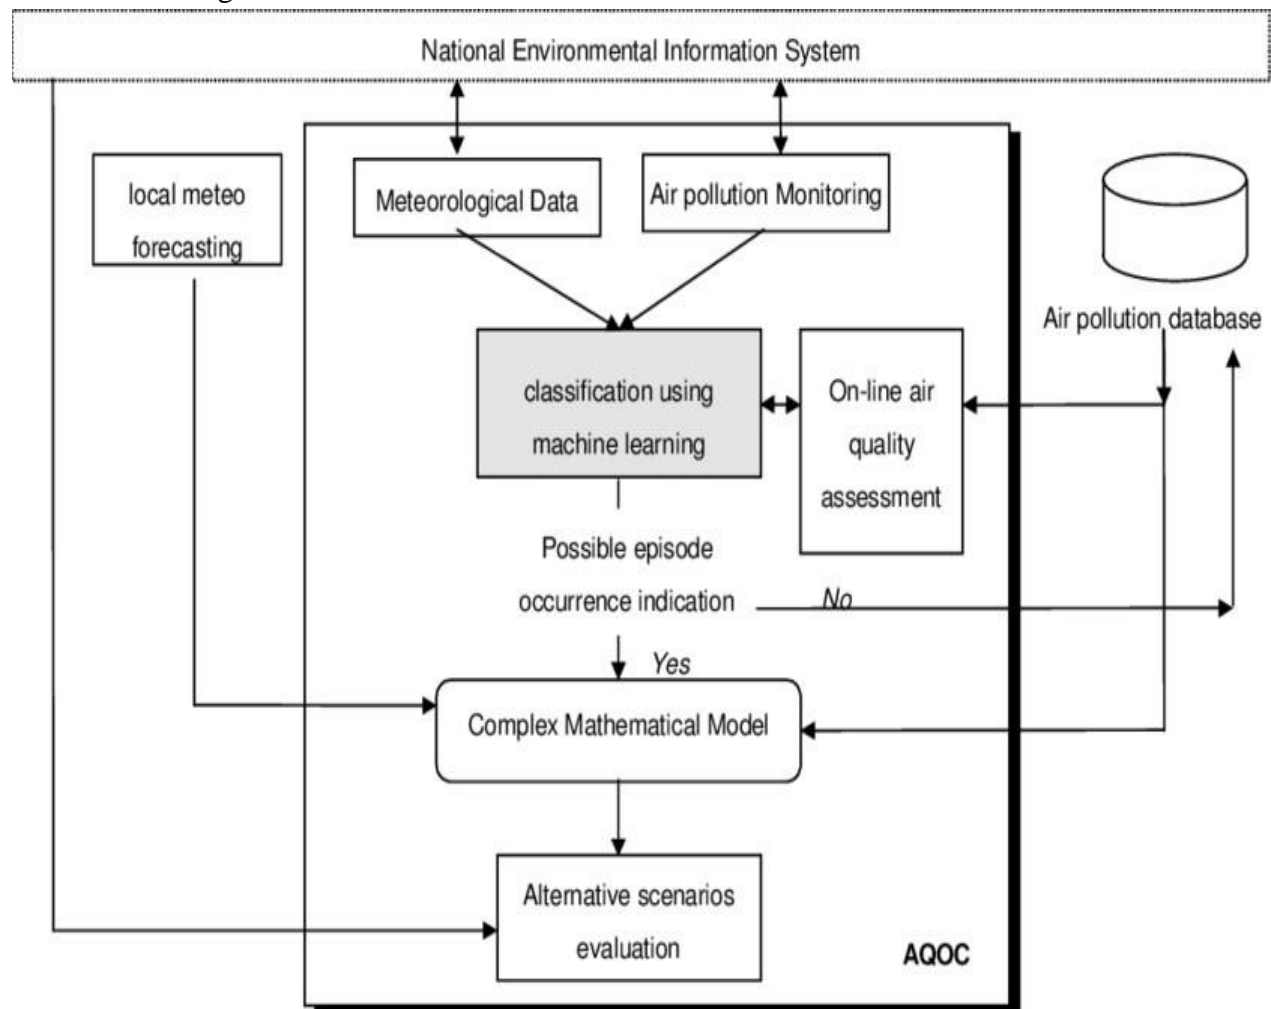 National Environmental Information System
local meteo
forecasting
Meteorological Data
Air pollution Monitoring
Air pollution database
classification using
machine learning
On-line air
quality
assessment
Possible episode
occurrence indication
No
Yes
Complex Mathematical Model
Alternative scenarios
evaluation
AQOC